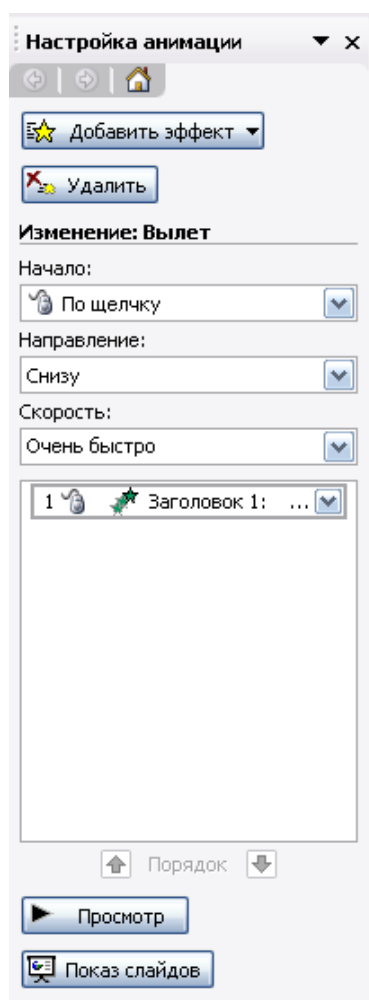 Настройка анимации
Добавить эффект
Удалить
Изменение: Вылет
Начало:
По щелчку
Направление:
Снизу
Скорость:
Очень быстро
1 Заголовок 1: ...
Порядок
Просмотр
Показ слайдов